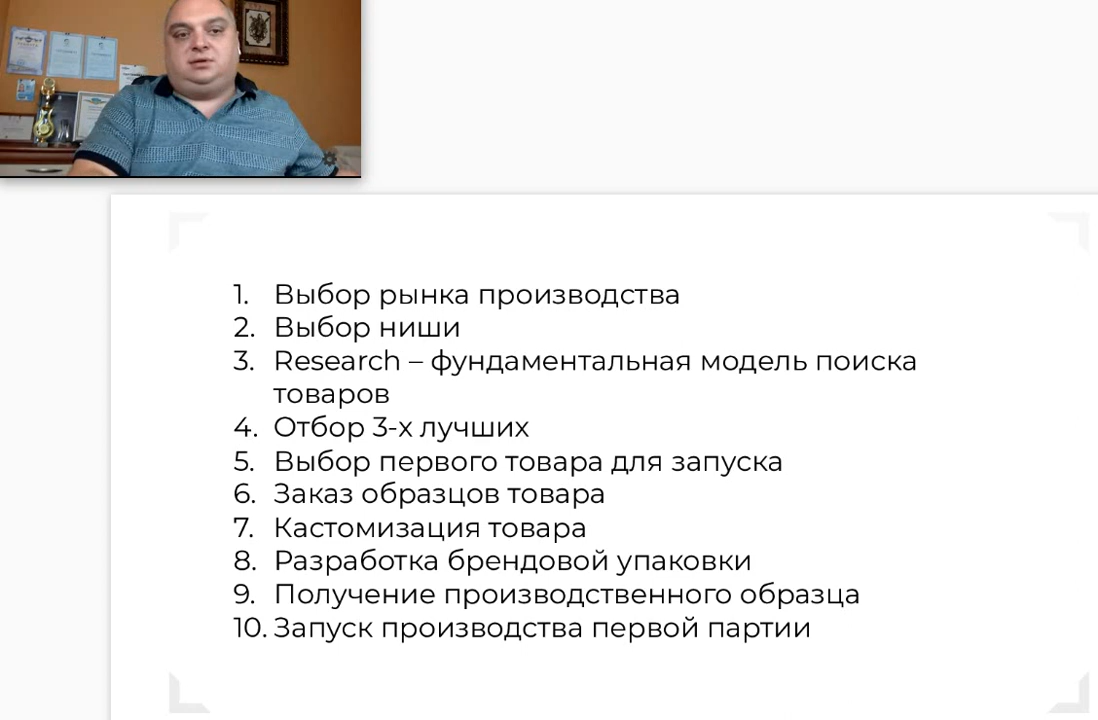 1. Выбор рынка производства
2. Выбор ниши
3. Research – фундаментальная модель поиска
товаров
4. Отбор 3-х лучших
5. Выбор первого товара для запуска
6. Заказ образцов товара
7. Кастомизация товара
8. Разработка брендовой упаковки
9. Получение производственного образца
10. Запуск производства первой партии